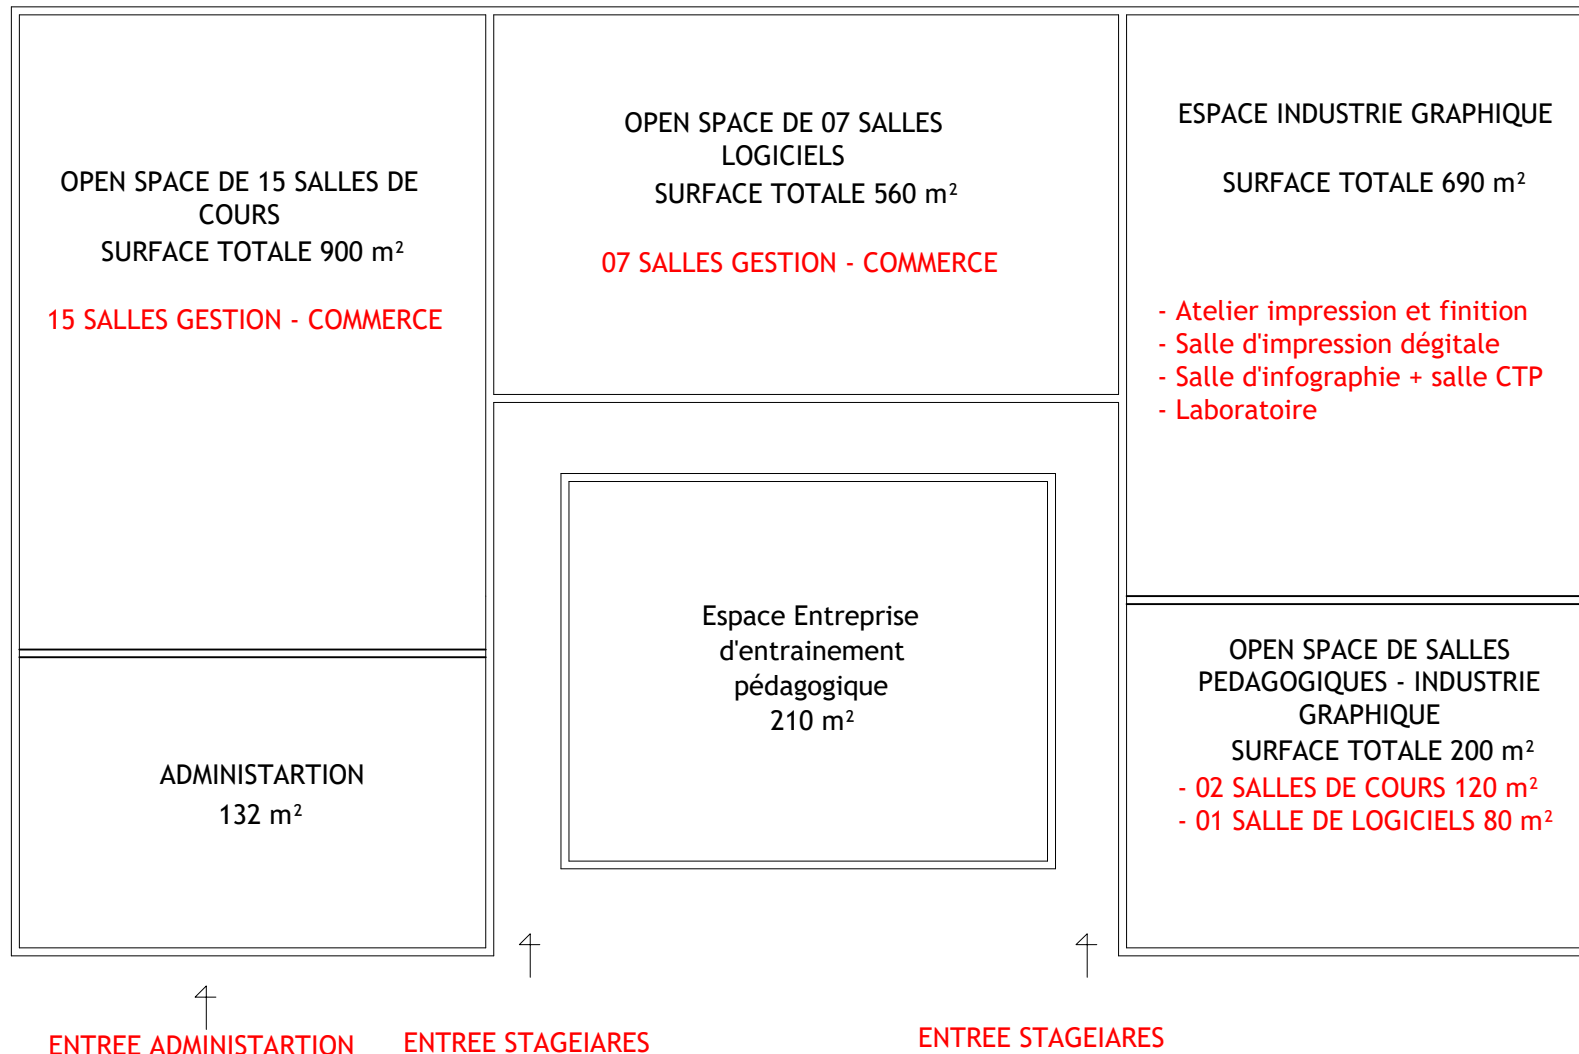 OPEN SPACE DE 15 SALLES DE
COURS
SURFACE TOTALE 900 m²
15 SALLES GESTION - COMMERCE
OPEN SPACE DE 07 SALLES
LOGICIELS
SURFACE TOTALE 560 m²
07 SALLES GESTION - COMMERCE
ESPACE INDUSTRIE GRAPHIQUE
SURFACE TOTALE 690 m²
- Atelier impression et finition
- Salle d'impression dégitale
- Salle d'infographie + salle CTP
- Laboratoire
Espace Entreprise
d'entrainement
pédagogique
210 m²
OPEN SPACE DE SALLES
PEDAGOGIQUES - INDUSTRIE
GRAPHIQUE
SURFACE TOTALE 200 m²
- 02 SALLES DE COURS 120 m²
- 01 SALLE DE LOGICIELS 80 m²
ADMINISTARTION
132 m²
ENTREE ADMINISTARTION
ENTREE STAGEIARES
ENTREE STAGEIARES